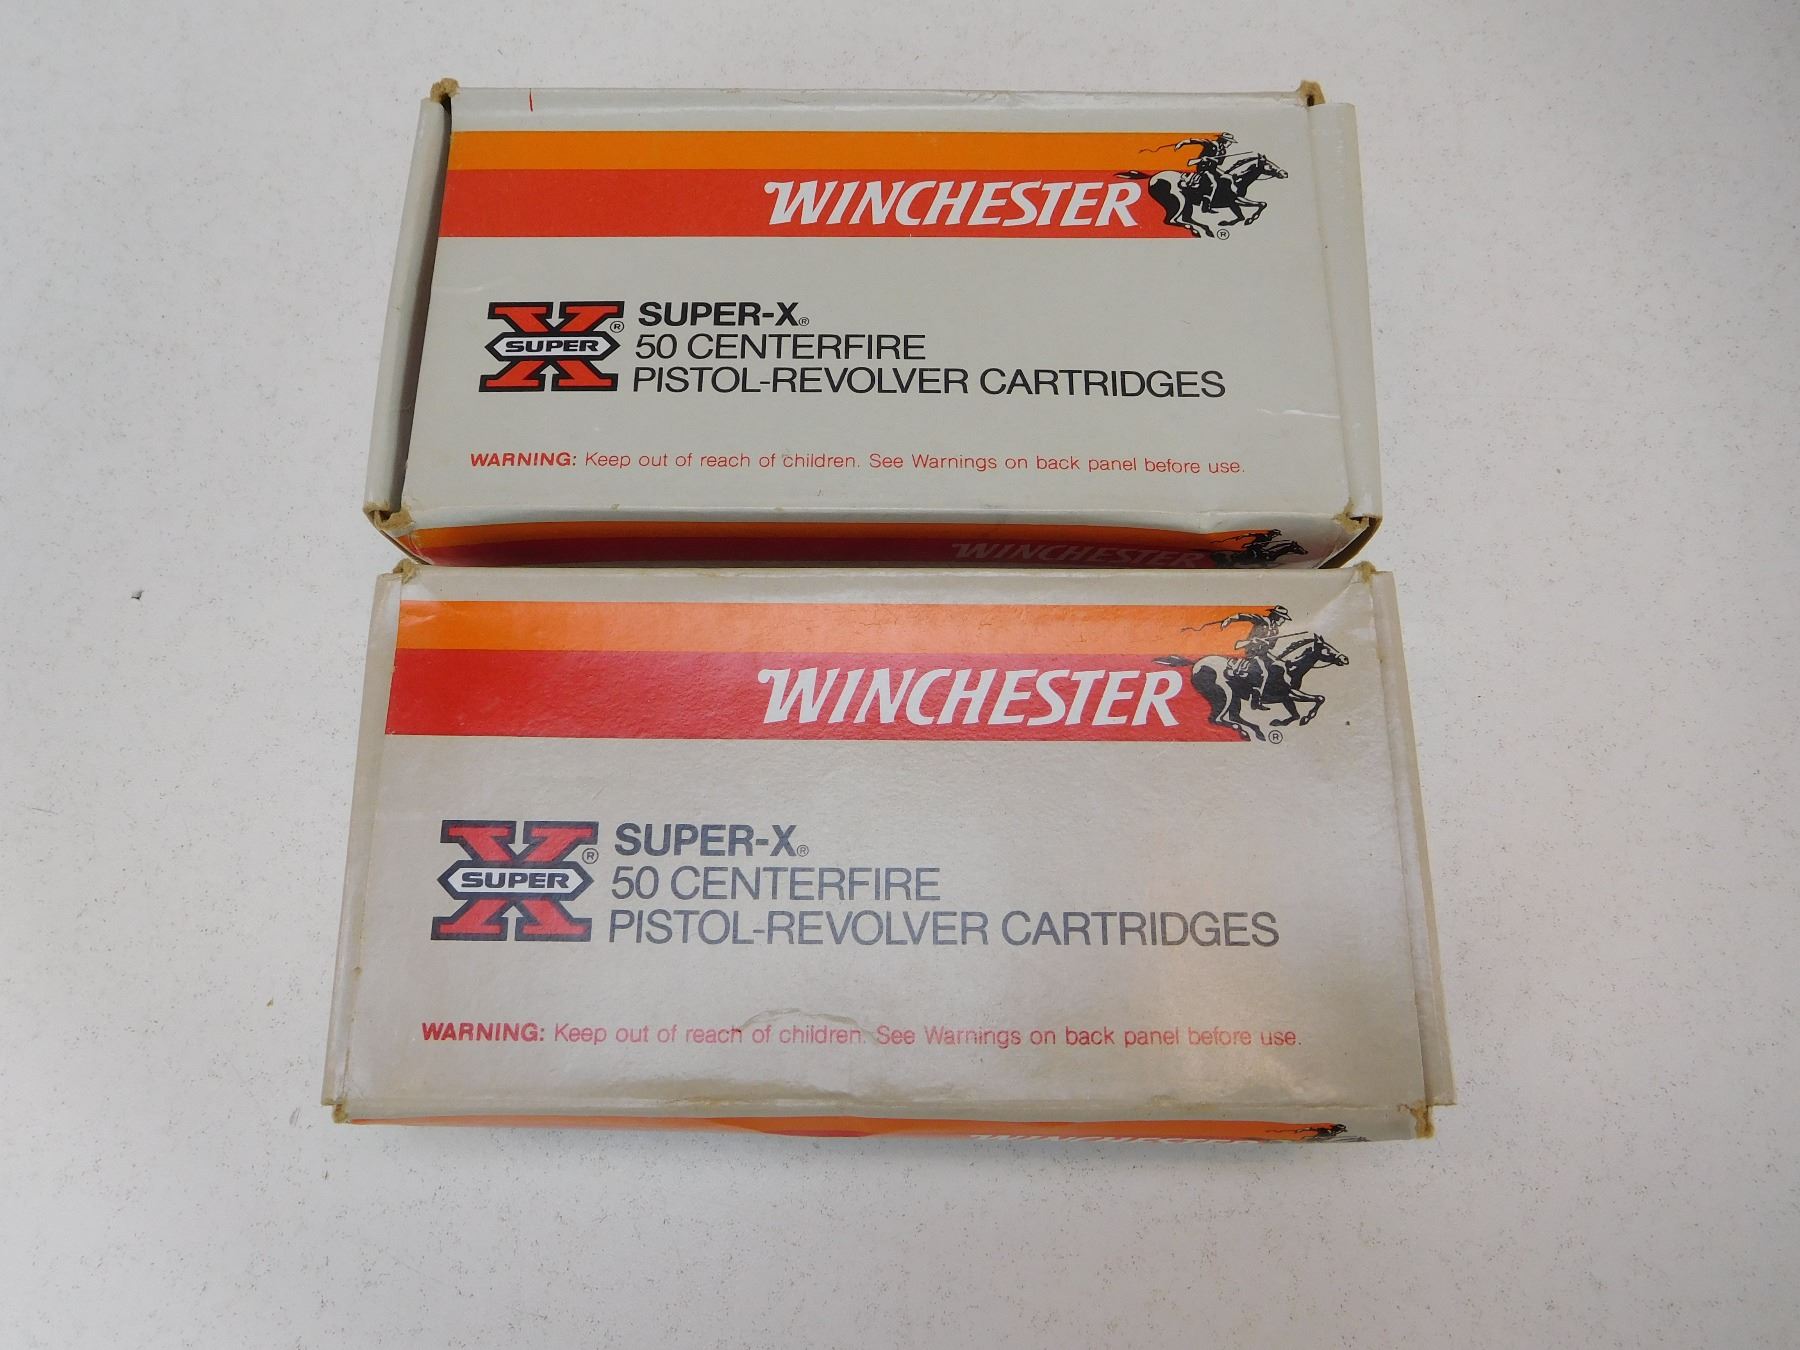 WINCHESTER
®
X SUPER ®
SUPER-X®
50 CENTERFIRE
PISTOL-REVOLVER CARTRIDGES
WARNING: Keep out of reach of children. See Warnings on back panel before use.
WINCHESTER
WINCHESTER
®
X SUPER ®
SUPER-X®
50 CENTERFIRE
PISTOL-REVOLVER CARTRIDGES
WARNING: Keep out of reach of children. See Warnings on back panel before use.
WINCHESTER